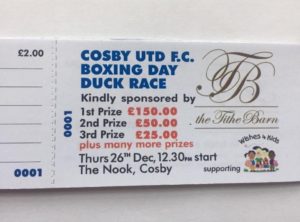 £2.00
0001
0001
COSBY UTD F.C.
BOXING DAY
DUCK RACE
Kindly sponsored by
1st Prize £150.00
2nd Prize £50.00
3rd Prize £25.00
plus many more prizes
Thurs 26th Dec, 12.30pm start
The Nook, Cosby
TB
the Tithe Barn
Wishes 4 Kids
supporting